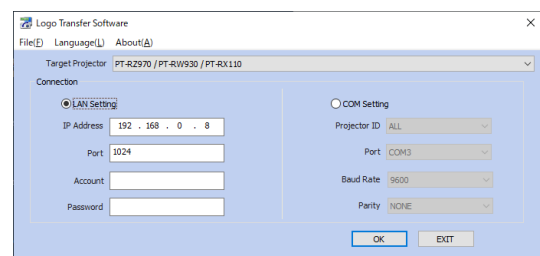 Logo Transfer Software
File(F) Language(L) About(A)
Target Projector PT-RZ970 / PT-RW930 / PT-RX110
Connection
LAN Setting COM Setting
IP Address 192 . 168 . 0 . 8 Projector ID ALL
Port 1024 Port COM3
Account Baud Rate 9600
Password Parity NONE
OK EXIT